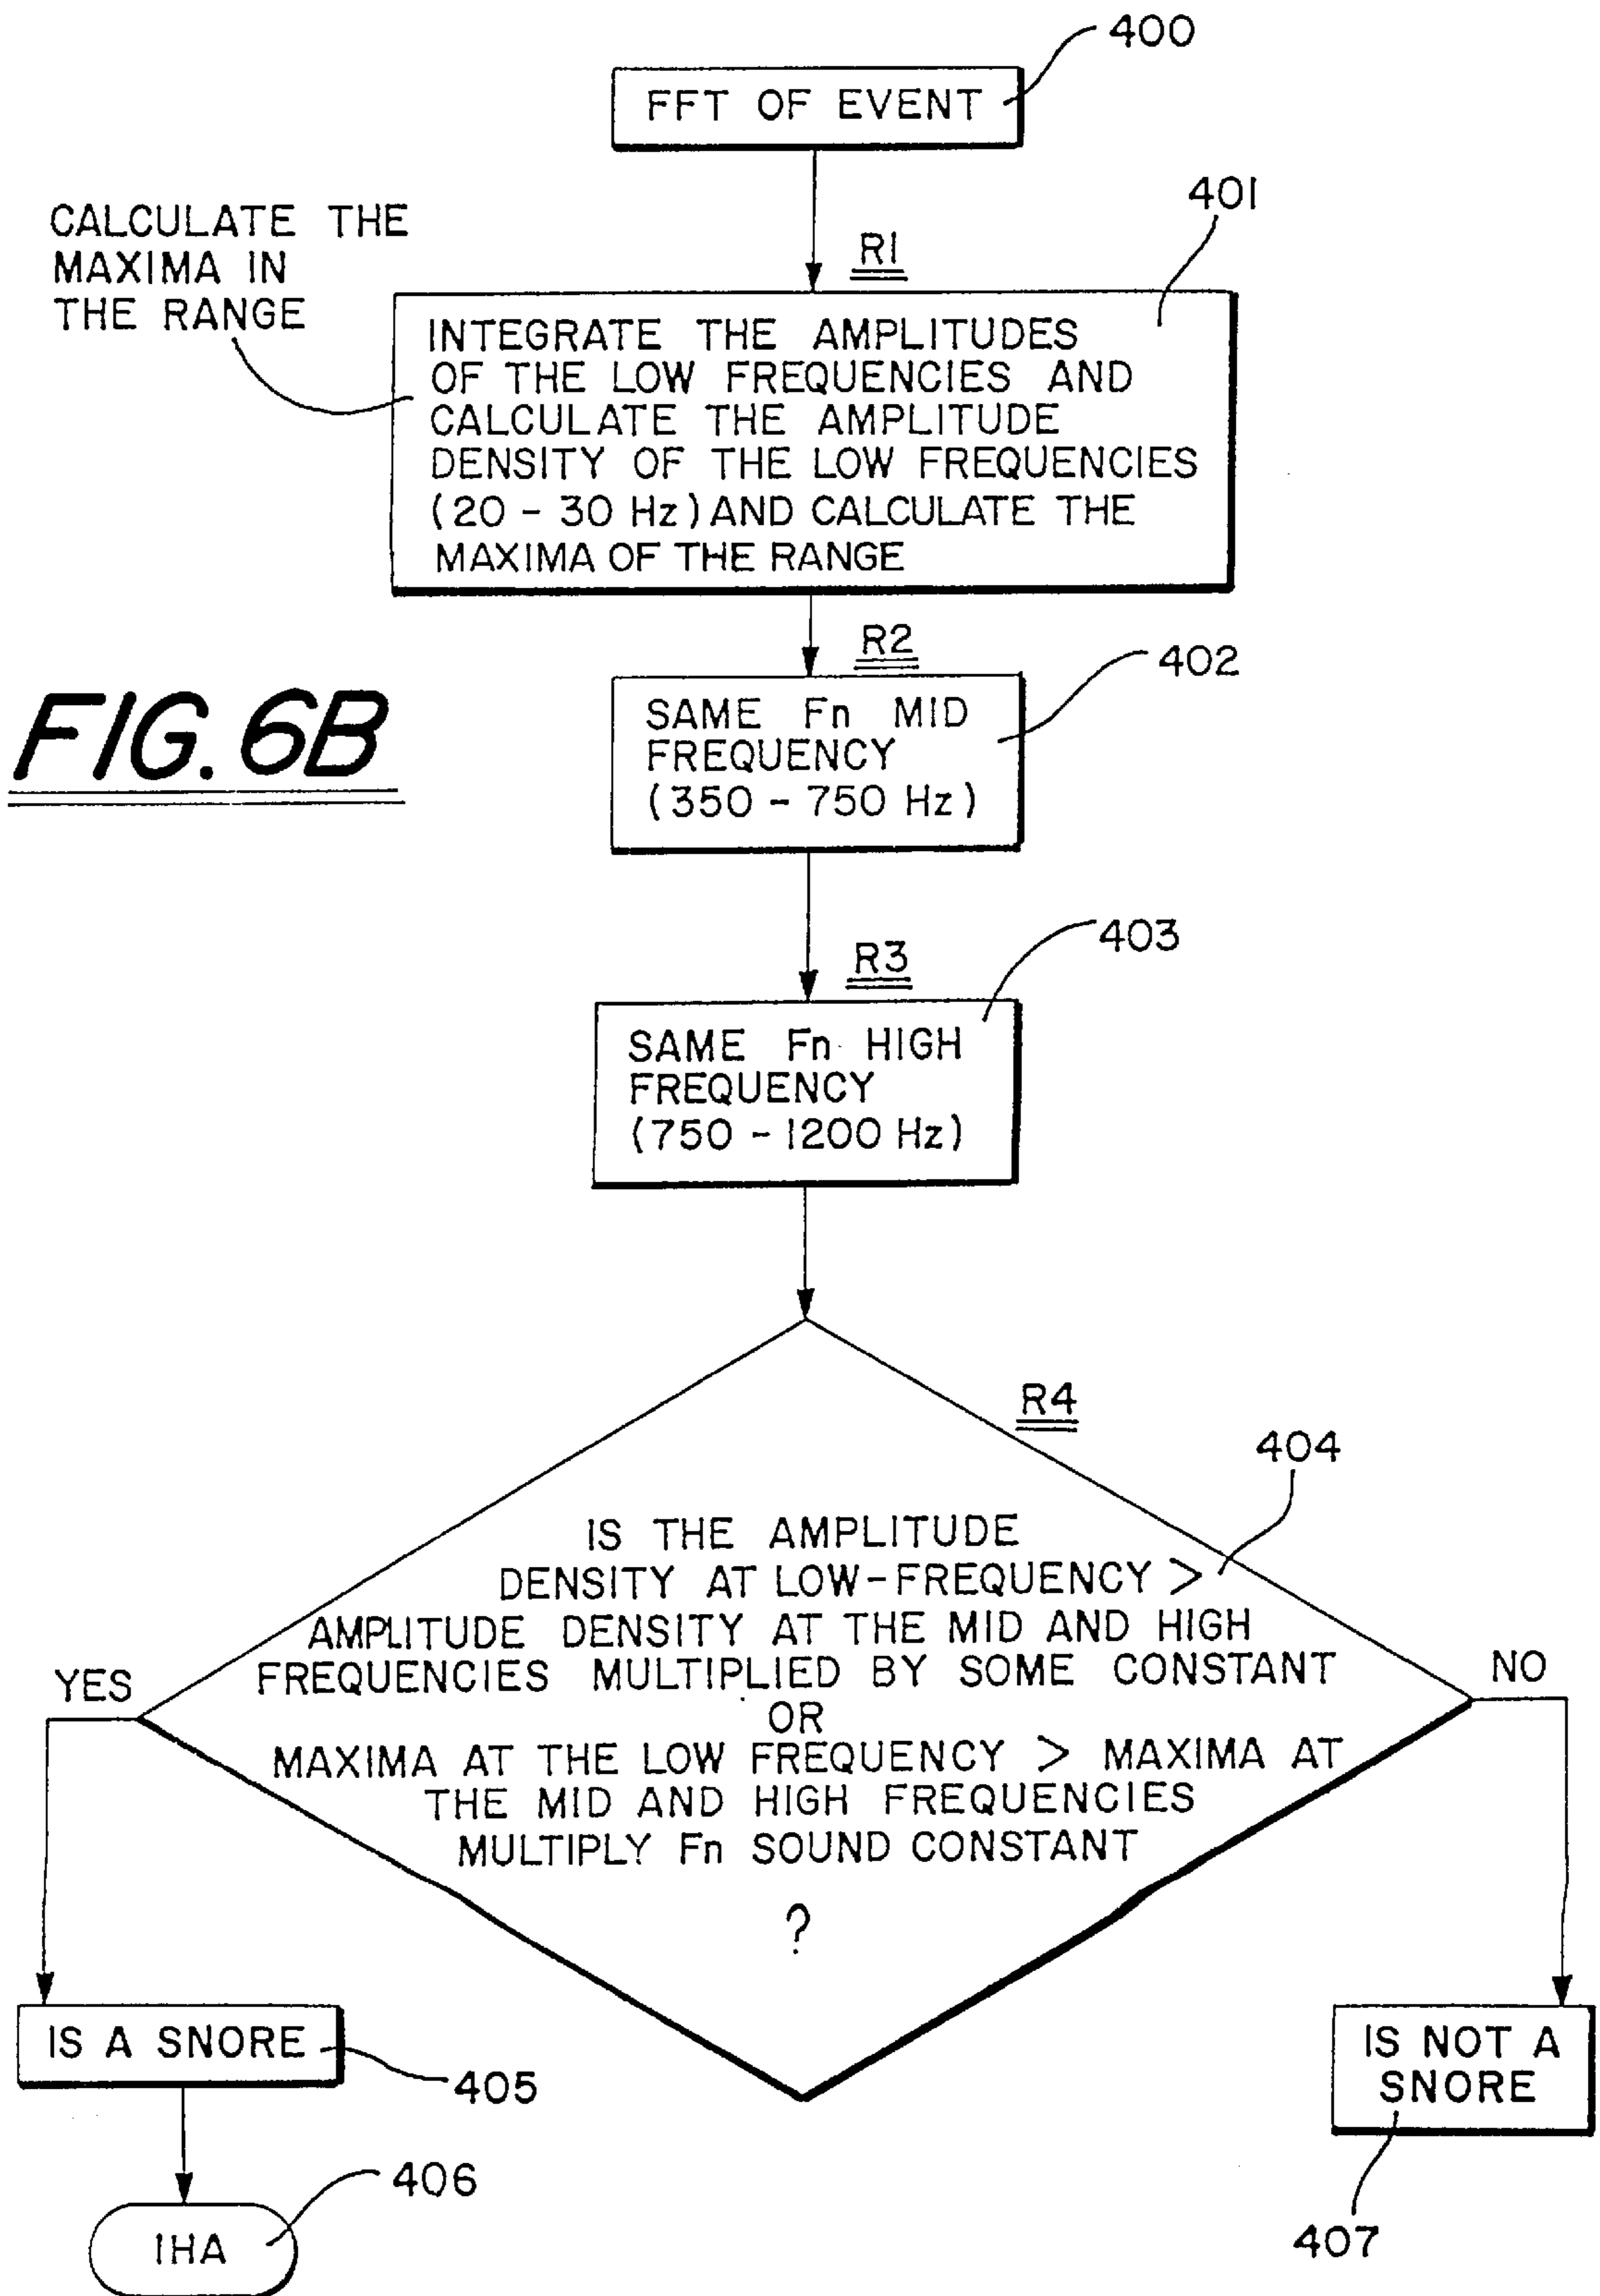 400
FFT OF EVENT
401
CALCULATE THE
MAXIMA IN
THE RANGE
R1
INTEGRATE THE AMPLITUDES
OF THE LOW FREQUENCIES AND
CALCULATE THE AMPLITUDE
DENSITY OF THE LOW FREQUENCIES
(20 - 30 Hz) AND CALCULATE THE
MAXIMA OF THE RANGE
R2
402
FIG. 6B
SAME Fn MID
FREQUENCY
(350 - 750 Hz)
403
R3
SAME Fn HIGH
FREQUENCY
(750 - 1200 Hz)
R4
404
IS THE AMPLITUDE
DENSITY AT LOW-FREQUENCY >
AMPLITUDE DENSITY AT THE MID AND HIGH
FREQUENCIES MULTIPLIED BY SOME CONSTANT
OR
MAXIMA AT THE LOW FREQUENCY > MAXIMA AT
THE MID AND HIGH FREQUENCIES
MULTIPLY Fn SOUND CONSTANT
?
YES
NO
IS A SNORE
405
IS NOT A
SNORE
406
IHA
407